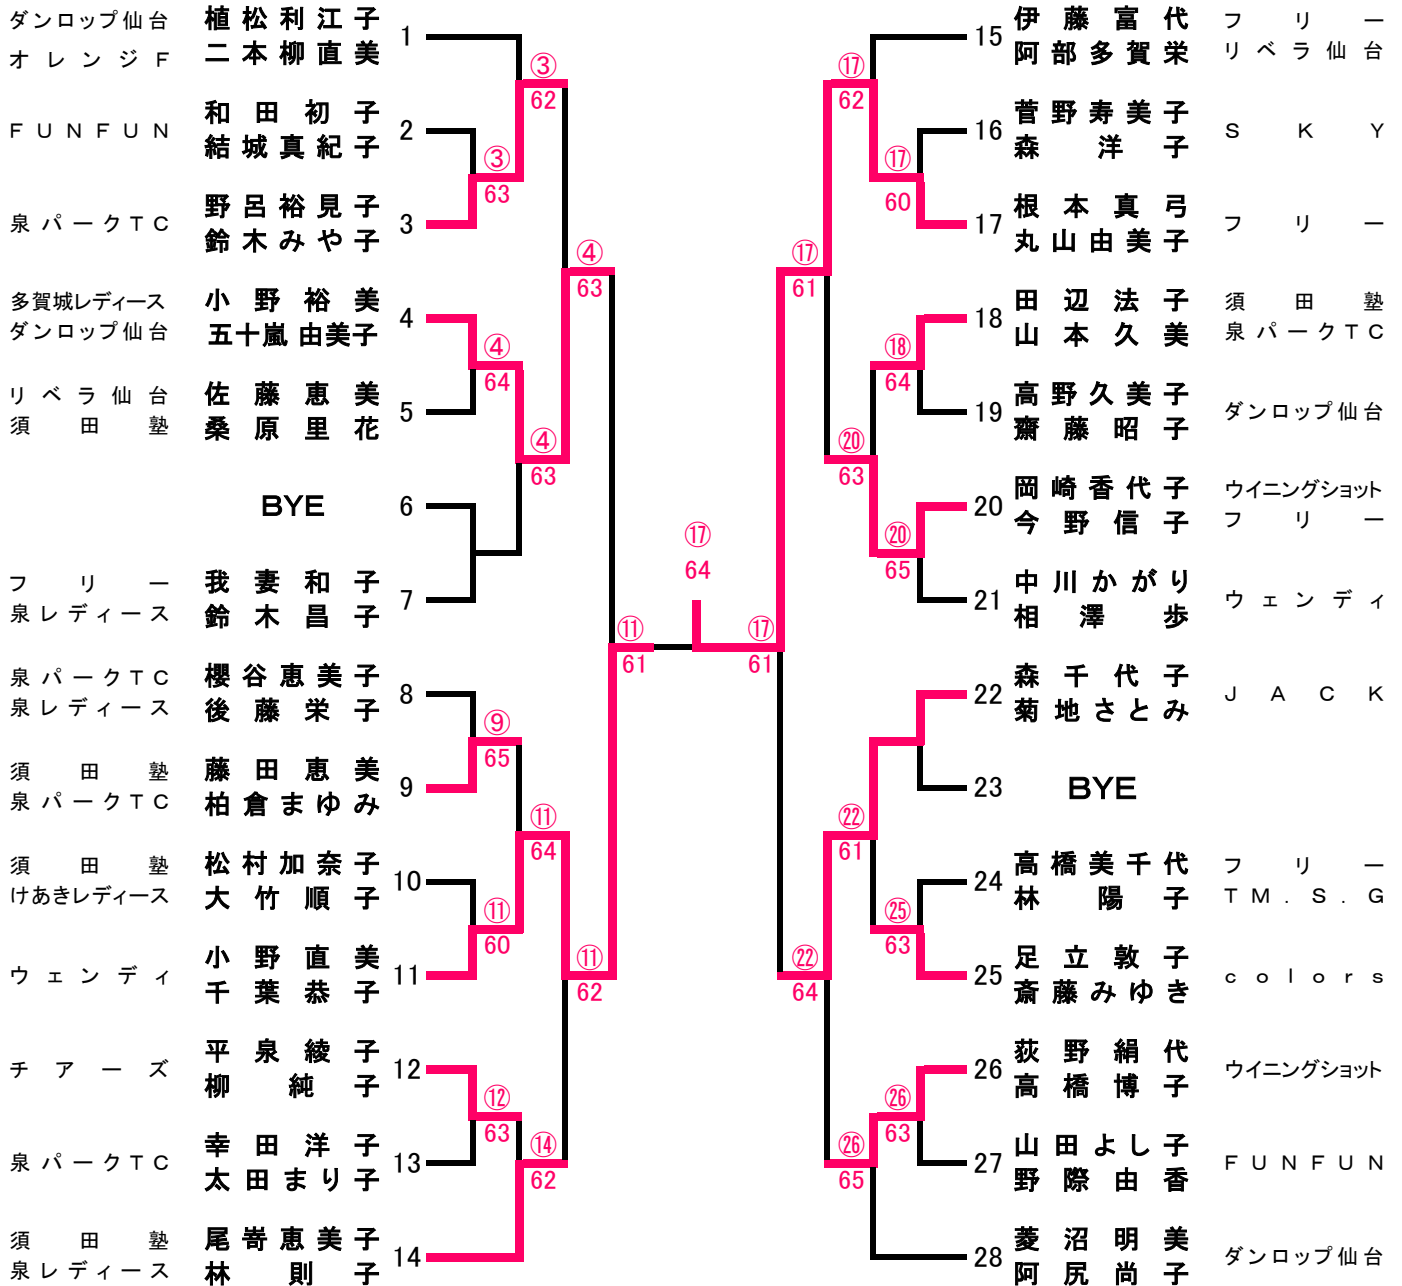 ダンロップ仙台 植松利江子
オレンジF 二本柳直美
1
FUNFUN 和田初子
結城真紀子
2
泉パークTC 野呂裕見子
鈴木みや子
3
多賀城レディース 小野裕美
ダンロップ仙台 五十嵐由美子
4
リベラ仙台 佐藤恵美
須田塾 桑原里花
5
BYE
6
フリー 我妻和子
泉レディース 鈴木昌子
7
泉パークTC 櫻谷恵美子
泉レディース 後藤栄子
8
須田塾 藤田恵美
泉パークTC 柏倉まゆみ
9
須田塾 松村加奈子
けあきレディース 大竹順子
10
ウェンディ 小野直美
千葉恭子
11
チアーズ 平泉綾子
柳純子
12
泉パークTC 幸田洋子
太田まり子
13
須田塾 尾嵜恵美子
泉レディース 林則子
14
③
62
③
63
④
63
④
64
④
63
⑨
65
⑪
64
⑪
60
⑪
62
⑫
63
⑭
62
⑪
61
⑰
64
⑰
61
⑰
62
⑰
60
⑰
61
⑱
64
⑳
63
⑳
65
㉒
61
㉕
63
㉒
64
㉖
63
㉖
65
15
伊藤富代 フリー
阿部多賀栄 リベラ仙台
16
菅野寿美子 SKY
森洋子
17
根本真弓 フリー
丸山由美子
18
田辺法子 須田塾
山本久美 泉パークTC
19
高野久美子 ダンロップ仙台
齋藤昭子
20
岡崎香代子 ウイニングショット
今野信子 フリー
21
中川かがり ウェンディ
相澤歩
22
森千代子 JACK
菊地さとみ
23
BYE
24
高橋美千代 フリー
林陽子 TM.S.G
25
足立敦子 colors
斎藤みゆき
26
荻野絹代 ウイニングショット
高橋博子
27
山田よし子 FUNFUN
野際由香
28
菱沼明美 ダンロップ仙台
阿尻尚子